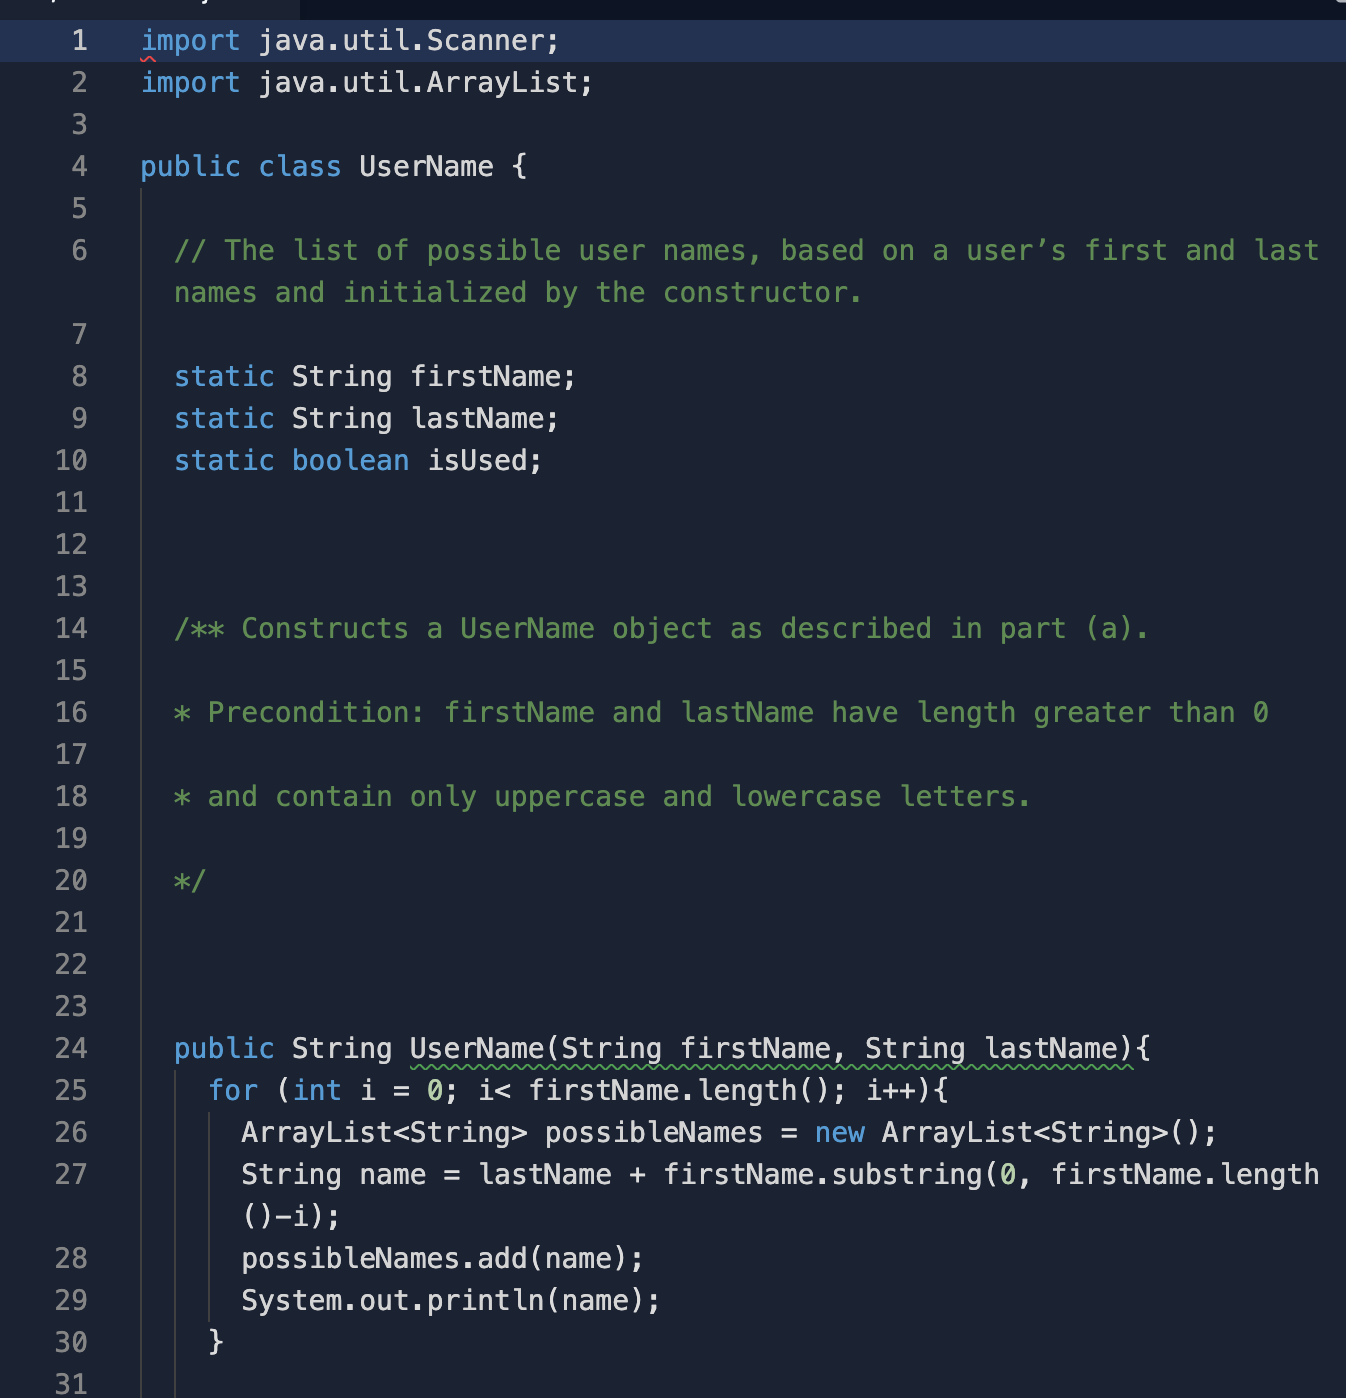 1 import java.util.Scanner;
2 import java.util.ArrayList;
3
4 public class UserName {
5
6 // The list of possible user names, based on a user’s first and last
names and initialized by the constructor.
7
8 static String firstName;
9 static String lastName;
10 static boolean isUsed;
11
12
13
14 /** Constructs a UserName object as described in part (a).
15
16 * Precondition: firstName and lastName have length greater than 0
17
18 * and contain only uppercase and lowercase letters.
19
20 */
21
22
23
24 public String UserName(String firstName, String lastName){
25 for (int i = 0; i< firstName.length(); i++){
26 ArrayList<String> possibleNames = new ArrayList<String>();
27 String name = lastName + firstName.substring(0, firstName.length
()-i);
28 possibleNames.add(name);
29 System.out.println(name);
30 }
31